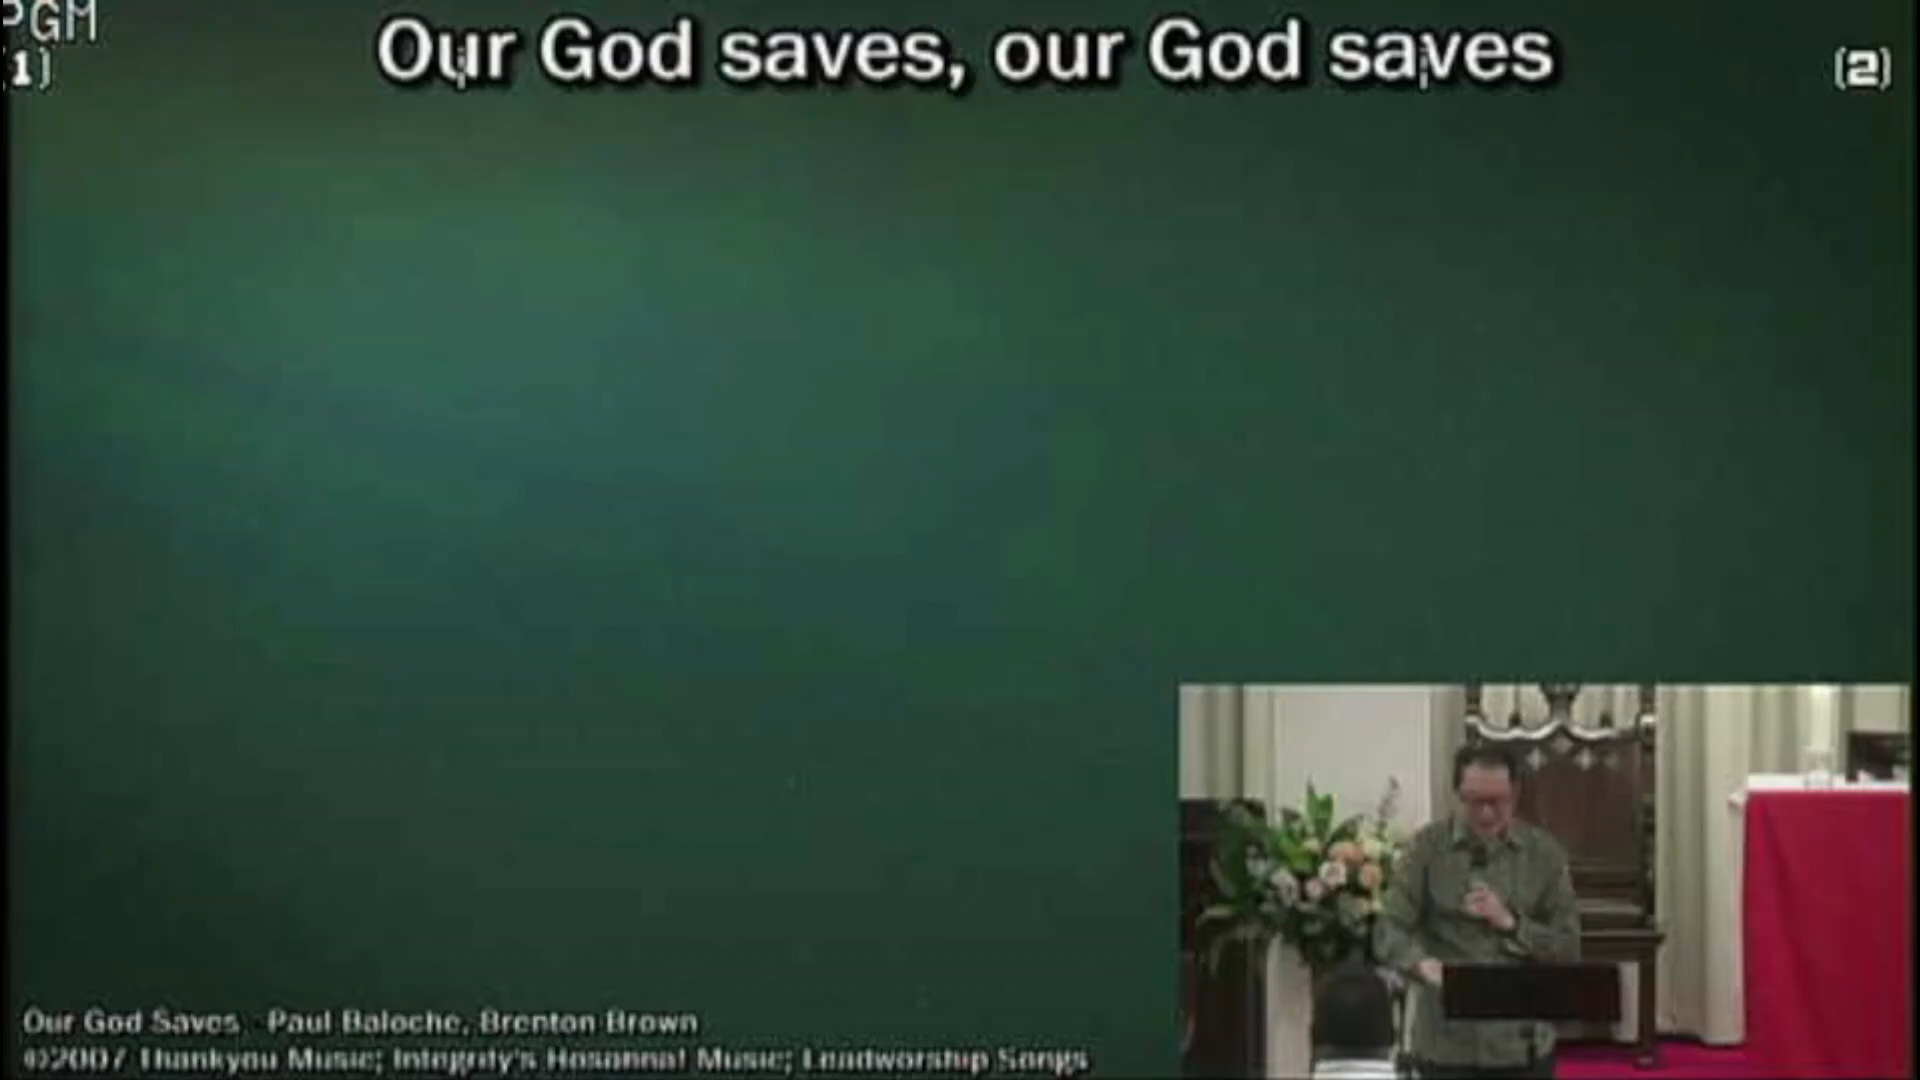 PGM
Our God saves, our God saves
1)
(2)
Our God Saves - Paul Baloche, Brenton Brown
©2007 Thankyou Music; Integrity's Hosanna! Music; Leadworship Songs